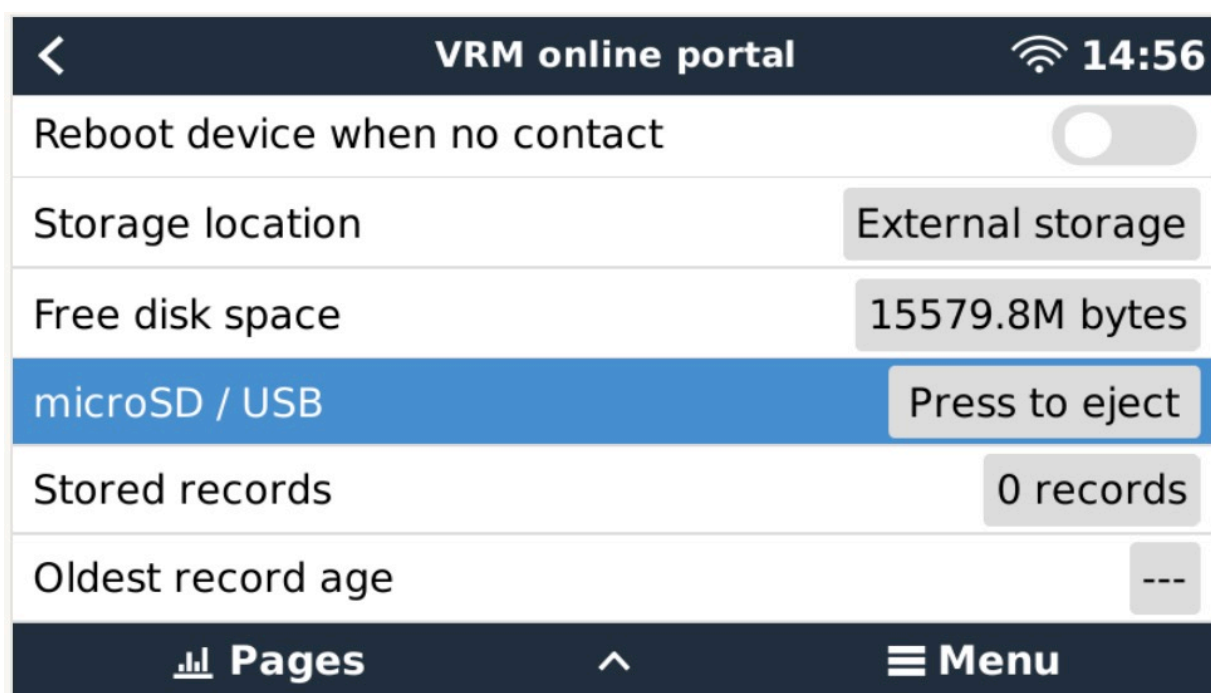 VRM online portal 14:56
Reboot device when no contact
Storage location External storage
Free disk space 15579.8M bytes
microSD / USB Press to eject
Stored records 0 records
Oldest record age ---
Pages Menu